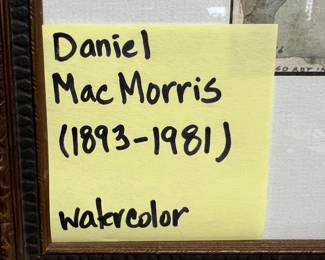 Daniel
Mac Morris
(1893-1981)
watercolor